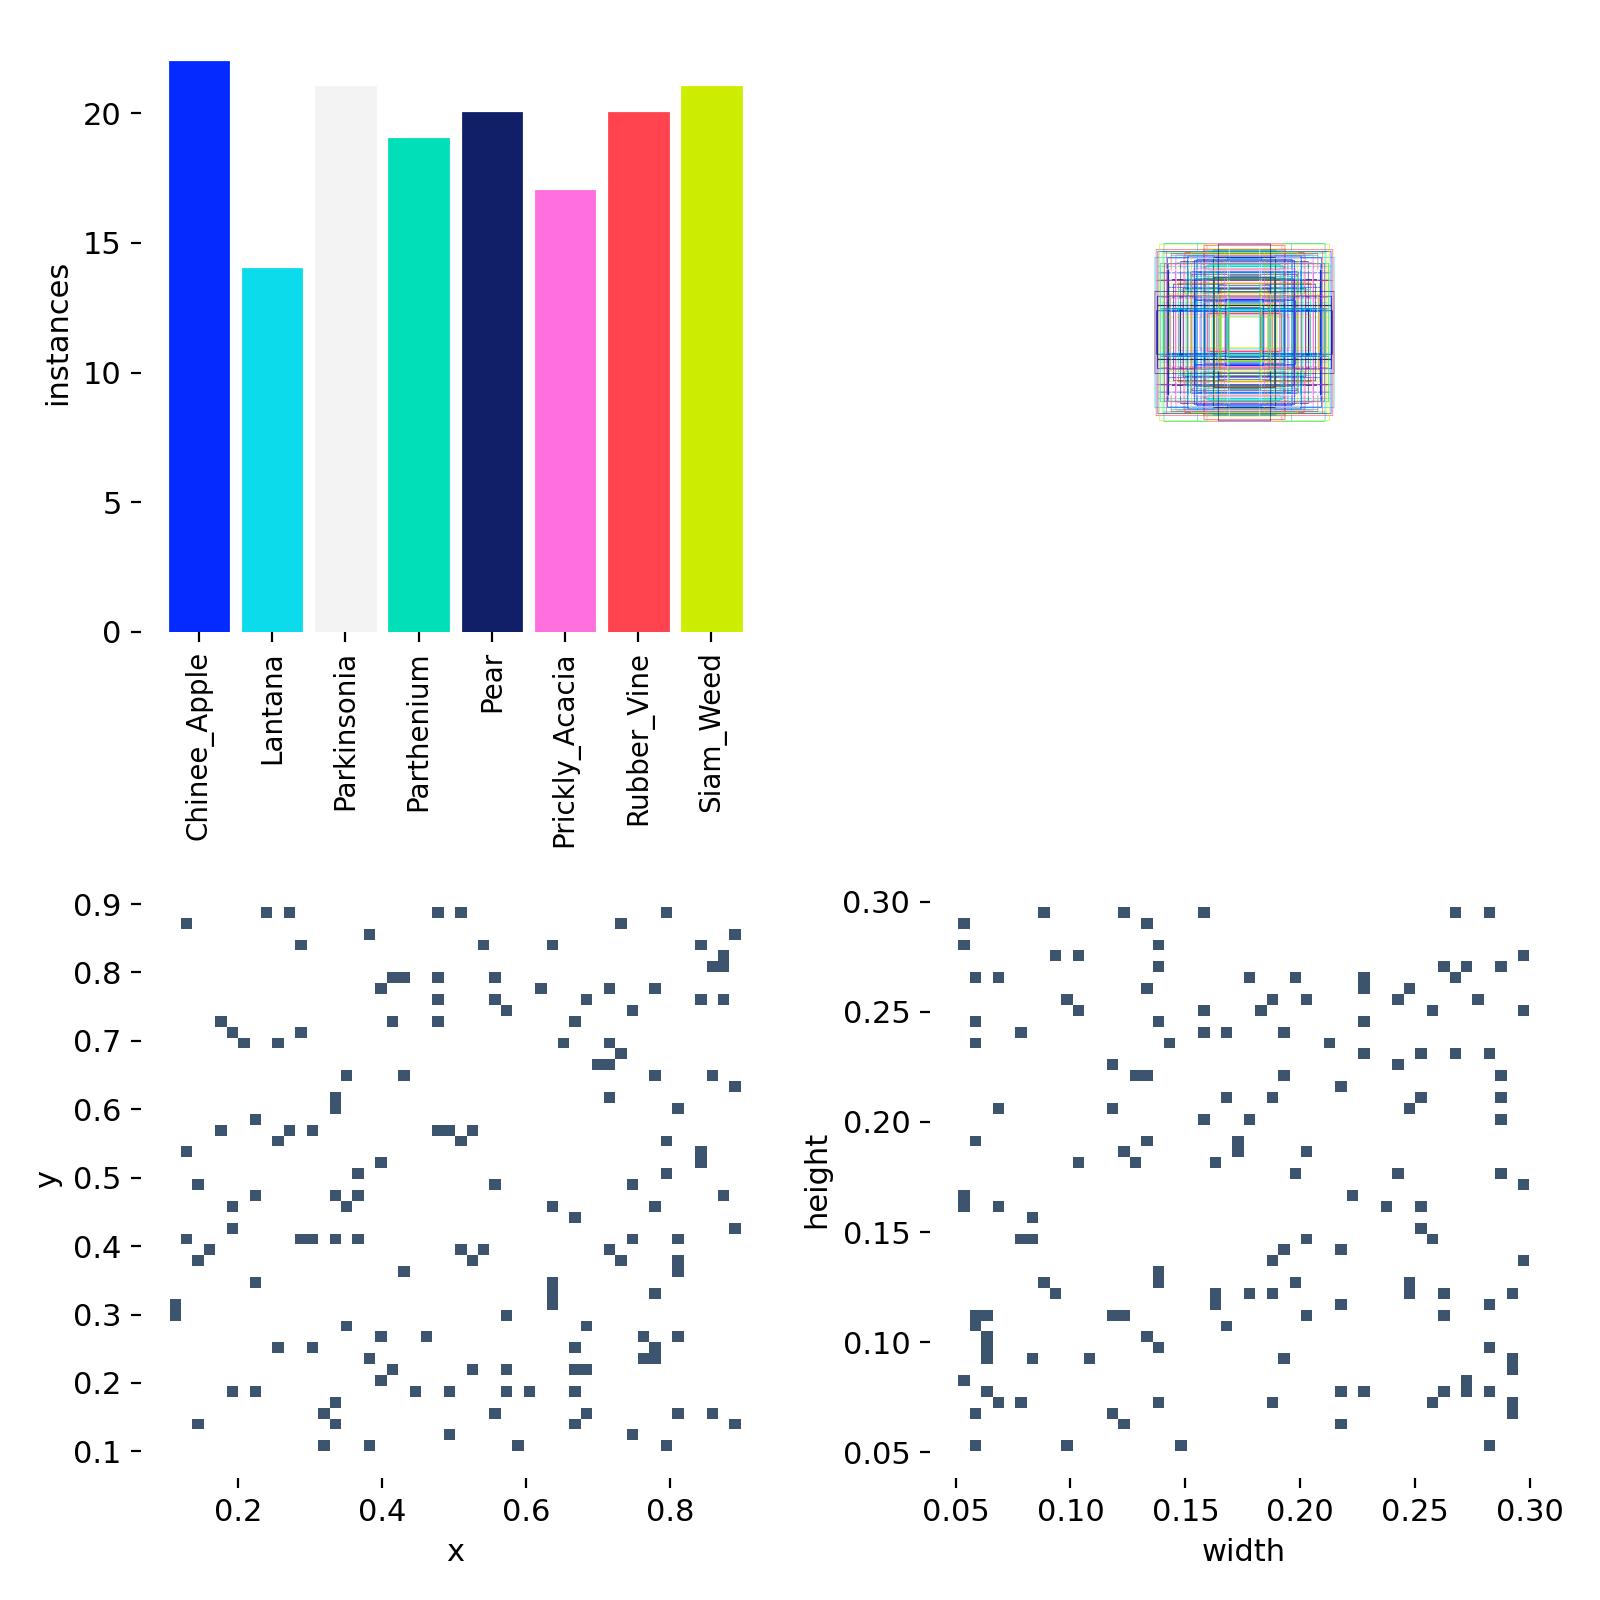 20
15
10
5
0
instances
Chinee_Apple
Lantana
Parkinsonia
Parthenium
Pear
Prickly_Acacia
Rubber_Vine
Siam_Weed
0.9
0.8
0.7
0.6
0.5
0.4
0.3
0.2
0.1
y
0.2 0.4 0.6 0.8
x
0.30
0.25
0.20
0.15
0.10
0.05
height
0.05 0.10 0.15 0.20 0.25 0.30
width